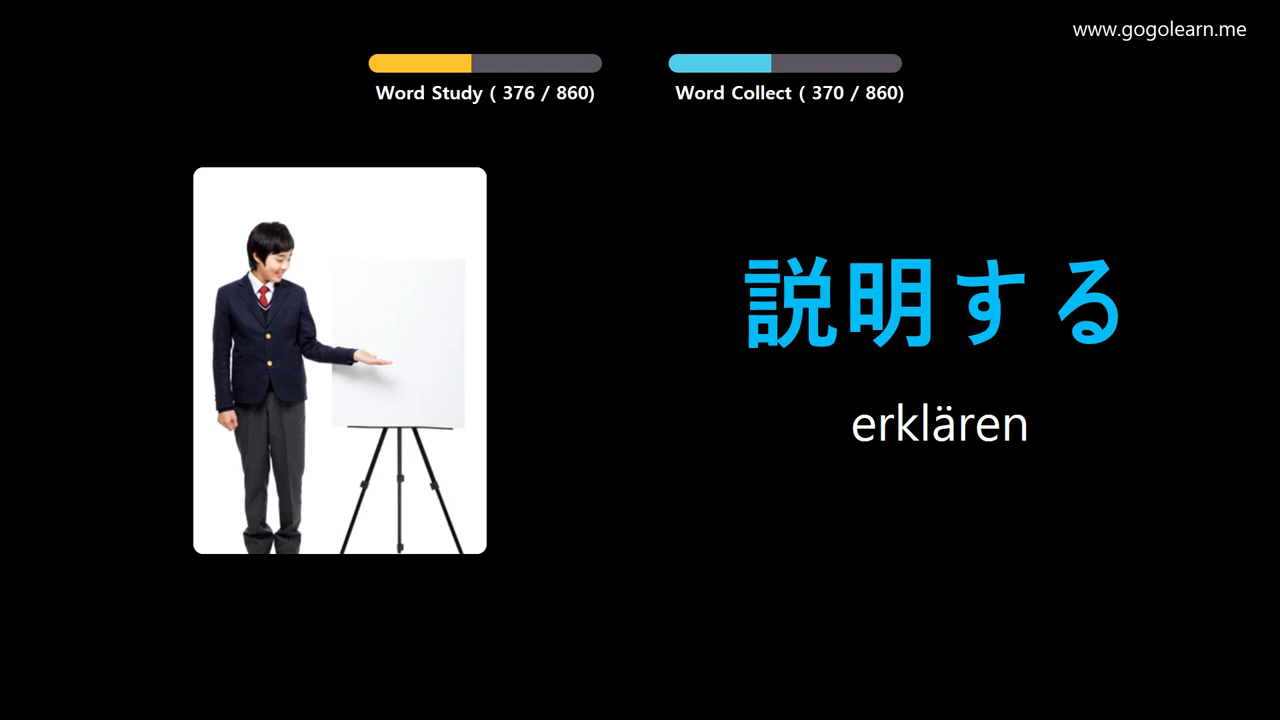 www.gogolearn.me
Word Study ( 376 / 860)
Word Collect ( 370 / 860)
説明する
erklären